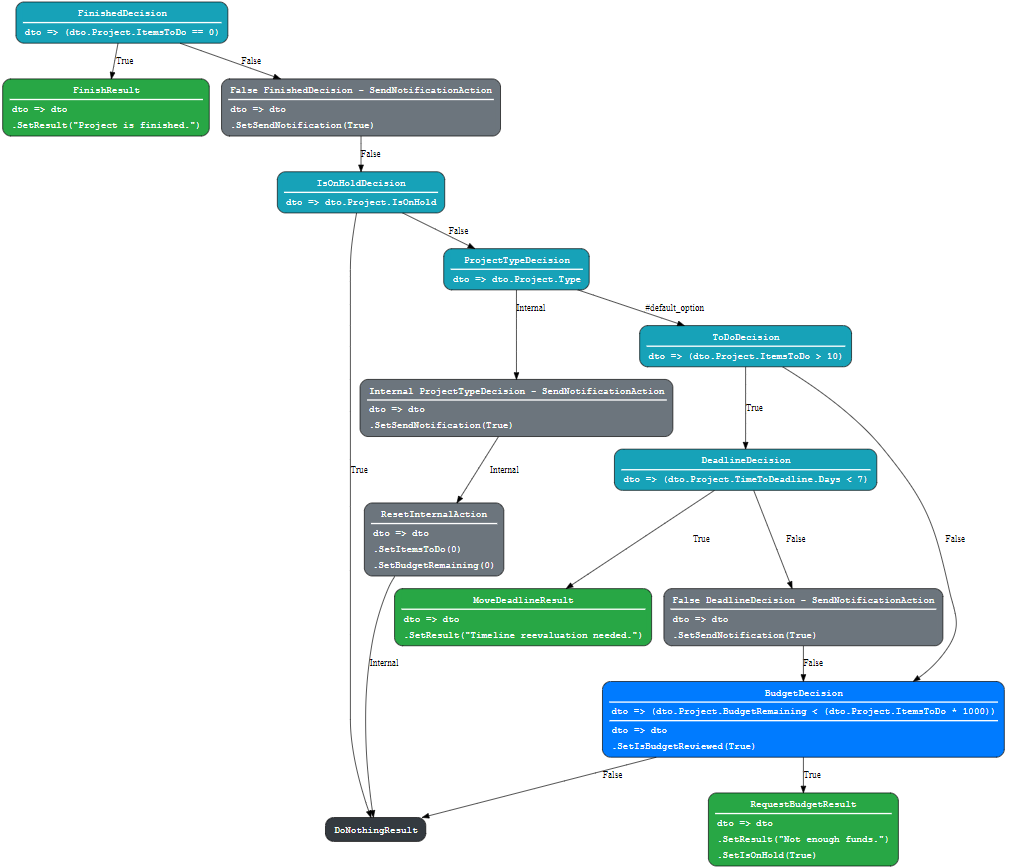 FinishedDecision
dto => (dto.Project.ItemsToDo == 0)
True
False
FinishResult
dto => dto
.SetResult("Project is finished.")
False FinishedDecision - SendNotificationAction
dto => dto
.SetSendNotification(True)
False
IsOnHoldDecision
dto => dto.Project.IsOnHold
False
ProjectTypeDecision
dto => dto.Project.Type
Internal
#default_option
ToDoDecision
dto => (dto.Project.ItemsToDo > 10)
Internal ProjectTypeDecision - SendNotificationAction
dto => dto
.SetSendNotification(True)
True
DeadlineDecision
dto => (dto.Project.TimeToDeadline.Days < 7)
True
Internal
ResetInternalAction
dto => dto
.SetItemsToDo(0)
.SetBudgetRemaining(0)
True
False
False
MoveDeadlineResult
dto => dto
.SetResult("Timeline reevaluation needed.")
False DeadlineDecision - SendNotificationAction
dto => dto
.SetSendNotification(True)
Internal
False
BudgetDecision
dto => (dto.Project.BudgetRemaining < (dto.Project.ItemsToDo * 1000))
dto => dto
.SetIsBudgetReviewed(True)
False
True
DoNothingResult
RequestBudgetResult
dto => dto
.SetResult("Not enough funds.")
.SetIsOnHold(True)